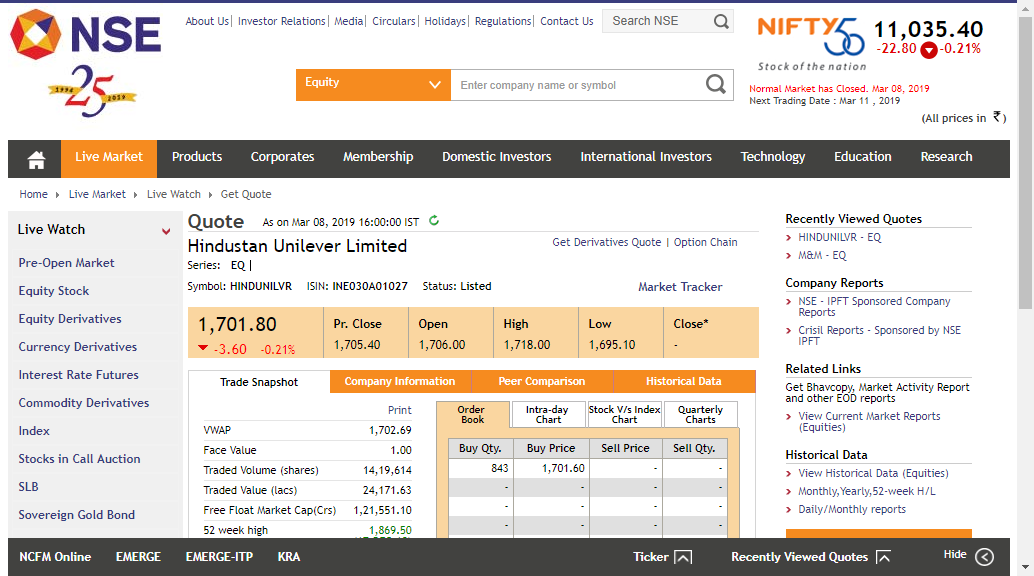 NSE
1994 25 2019
About Us| Investor Relations| Media| Circulars| Holidays| Regulations| Contact Us
Search NSE
NIFTY 50
Stock of the nation
11,035.40
-22.80 -0.21%
Normal Market has Closed. Mar 08, 2019
Next Trading Date : Mar 11 , 2019
(All prices in ₹)
Equity
Enter company name or symbol
Live Market Products Corporates Membership Domestic Investors International Investors Technology Education Research
Home Live Market Live Watch Get Quote
Live Watch
Pre-Open Market
Equity Stock
Equity Derivatives
Currency Derivatives
Interest Rate Futures
Commodity Derivatives
Index
Stocks in Call Auction
SLB
Sovereign Gold Bond
Quote As on Mar 08, 2019 16:00:00 IST
Hindustan Unilever Limited
Get Derivatives Quote | Option Chain
Series: EQ |
Symbol: HINDUNILVR ISIN: INE030A01027 Status: Listed
Market Tracker
1,701.80 Pr. Close Open High Low Close*
-3.60 -0.21% 1,705.40 1,706.00 1,718.00 1,695.10 -
Trade Snapshot Company Information Peer Comparison Historical Data
Print
VWAP 1,702.69
Face Value 1.00
Traded Volume (shares) 14,19,614
Traded Value (lacs) 24,171.63
Free Float Market Cap(Crs) 1,21,551.10
52 week high 1,869.50
Order Book
Intra-day Chart
Stock V/s Index Chart
Quarterly Charts
Buy Qty. Buy Price Sell Price Sell Qty.
843 1,701.60 - -
- - - -
- - - -
- - - -
Recently Viewed Quotes
HINDUNILVR - EQ
M&M - EQ
Company Reports
NSE - IPFT Sponsored Company
Reports
Crisil Reports - Sponsored by NSE
IPFT
Related Links
Get Bhavcopy, Market Activity Report
and other EOD reports
View Current Market Reports
(Equities)
Historical Data
View Historical Data (Equities)
Monthly,Yearly,52-week H/L
Daily/Monthly reports
NCFM Online EMERGE EMERGE-ITP KRA Ticker Recently Viewed Quotes Hide